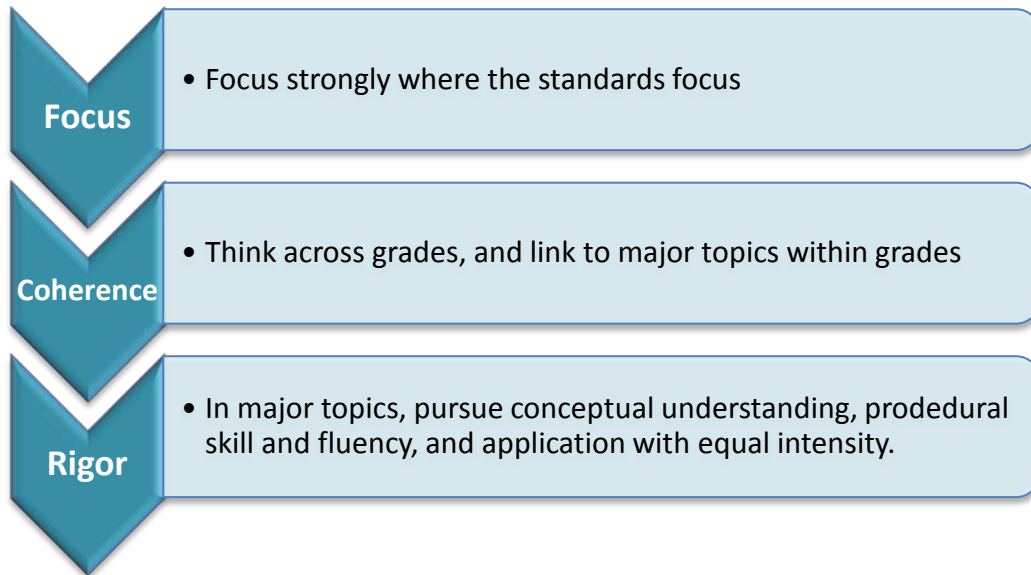 Focus
• Focus strongly where the standards focus
Coherence
• Think across grades, and link to major topics within grades
Rigor
• In major topics, pursue conceptual understanding, prodedural
skill and fluency, and application with equal intensity.